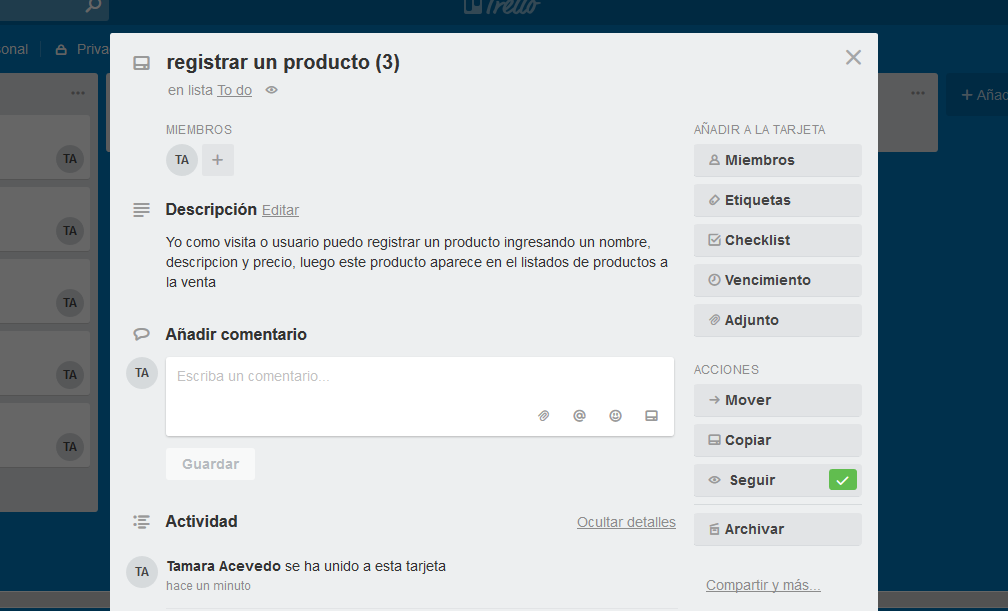 Trello
onal
Priva
+ Añad
registrar un producto (3)
en lista To do
MIEMBROS
TA
+
Descripción Editar
Yo como visita o usuario puedo registrar un producto ingresando un nombre,
descripcion y precio, luego este producto aparece en el listados de productos a
la venta
Añadir comentario
TA
Escriba un comentario...
@
Guardar
Actividad
Ocultar detalles
TA
Tamara Acevedo se ha unido a esta tarjeta
hace un minuto
AÑADIR A LA TARJETA
Miembros
Etiquetas
Checklist
Vencimiento
Adjunto
ACCIONES
Mover
Copiar
Seguir
Archivar
Compartir y más...
TA
TA
TA
TA
TA